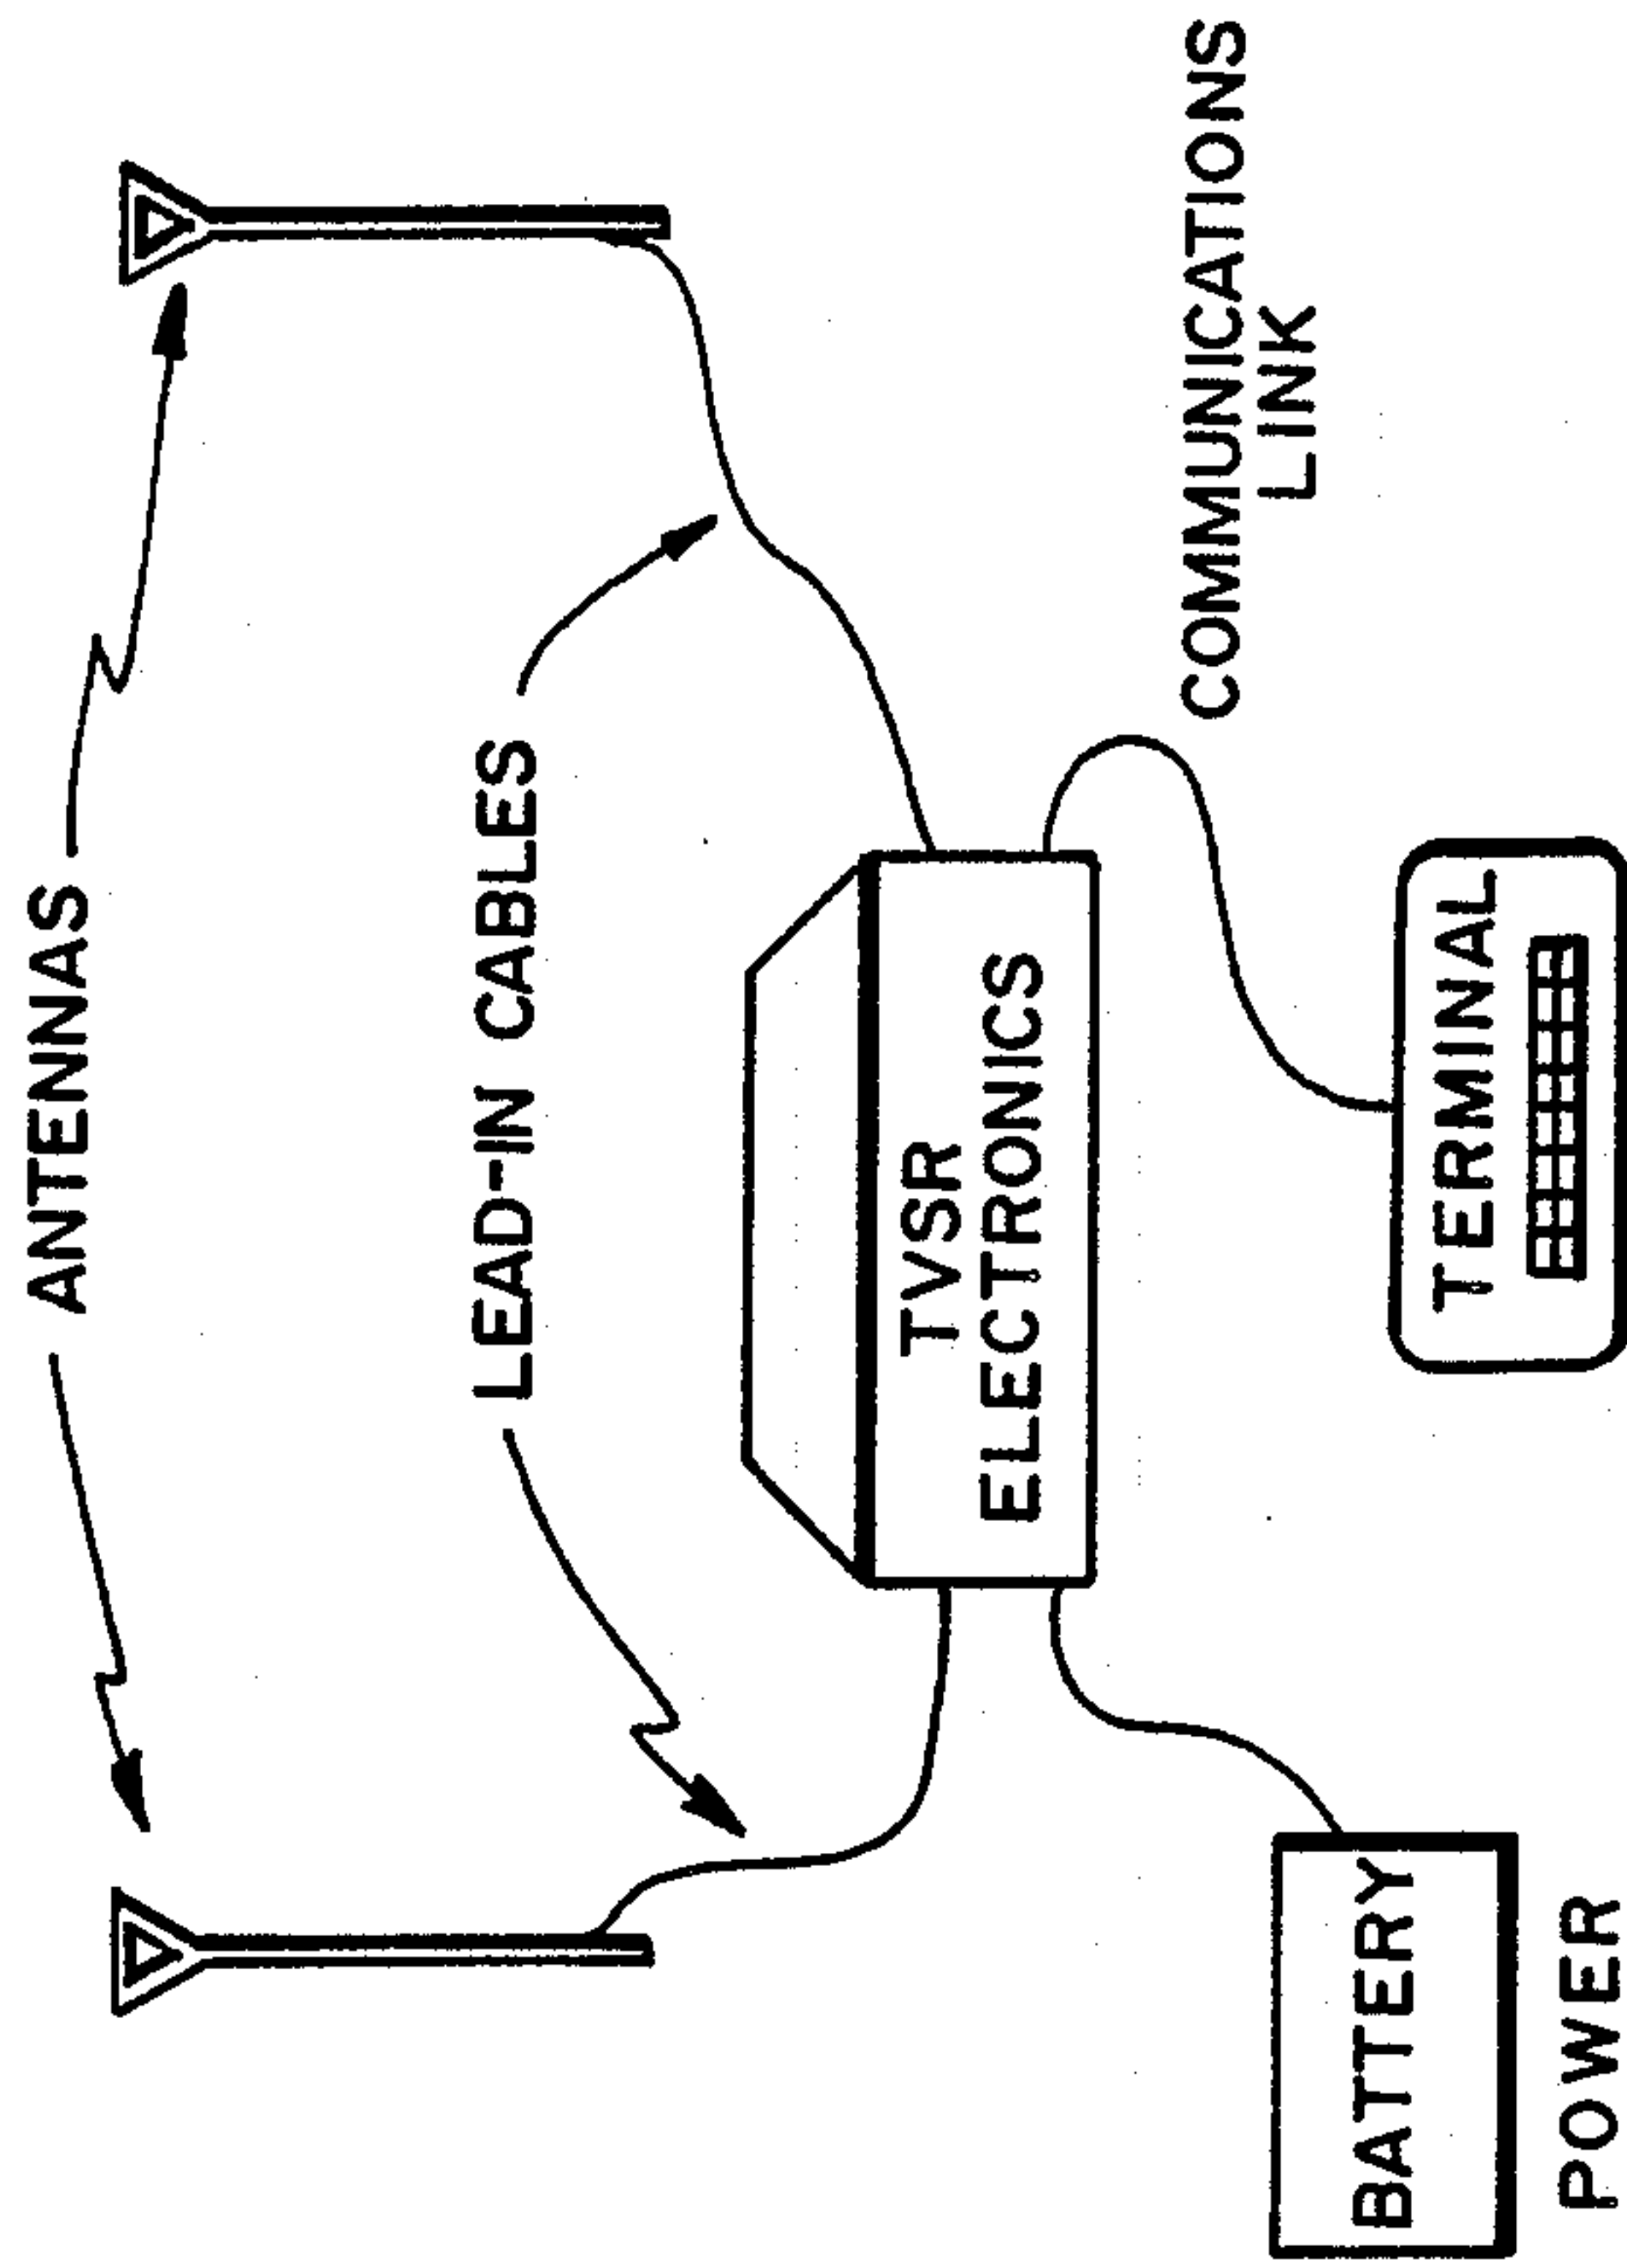 ANTENNAS
LEAD-IN CABLES
TVSR
ELECTRONICS
COMMUNICATIONS
LINK
BATTERY
TERMINAL
POWER